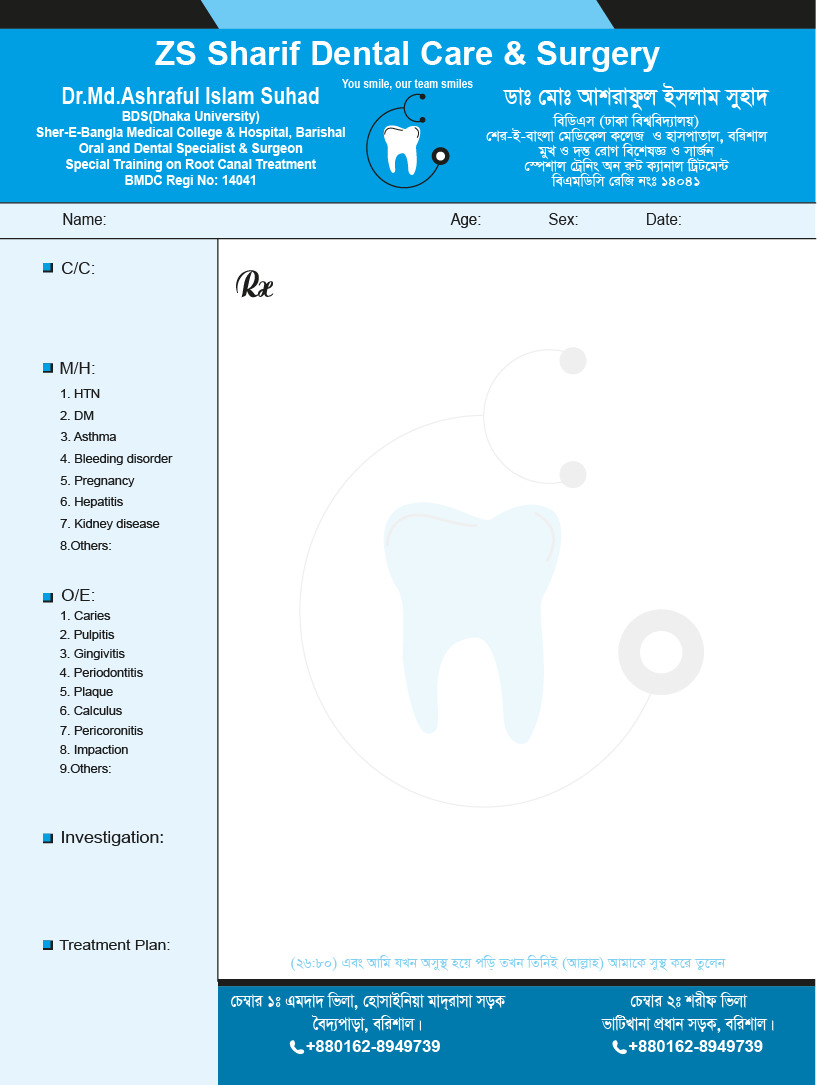 ZS Sharif Dental Care & Surgery
You smile, our team smiles
Dr.Md.Ashraful Islam Suhad
BDS(Dhaka University)
Sher-E-Bangla Medical College & Hospital, Barishal
Oral and Dental Specialist & Surgeon
Special Training on Root Canal Treatment
BMDC Regi No: 14041
ডাঃ মোঃ আশরাফুল ইসলাম সুহাদ
বিডিএস (ঢাকা বিশ্ববিদ্যালয়)
শের-ই-বাংলা মেডিকেল কলেজ ও হাসপাতাল, বরিশাল
মুখ ও দন্ত রোগ বিশেষজ্ঞ ও সার্জন
স্পেশাল ট্রেনিং অন রুট ক্যানাল ট্রিটমেন্ট
বিএমডিসি রেজি নংঃ ১৪০৪১
Name: Age: Sex: Date:
C/C:
Rx
M/H:
1. HTN
2. DM
3. Asthma
4. Bleeding disorder
5. Pregnancy
6. Hepatitis
7. Kidney disease
8.Others:
O/E:
1. Caries
2. Pulpitis
3. Gingivitis
4. Periodontitis
5. Plaque
6. Calculus
7. Pericoronitis
8. Impaction
9.Others:
Investigation:
Treatment Plan:
(২৬:৮০) এবং আমি যখন অসুস্থ হয়ে পড়ি তখন তিনিই (আল্লাহ) আমাকে সুস্থ করে তুলেন
চেম্বার ১ঃ এমদাদ ভিলা, হোসাইনিয়া মাদ্রাসা সড়ক
বৈদ্যপাড়া, বরিশাল।
+880162-8949739
চেম্বার ২ঃ শরীফ ভিলা
ভাটিখানা প্রধান সড়ক, বরিশাল।
+880162-8949739